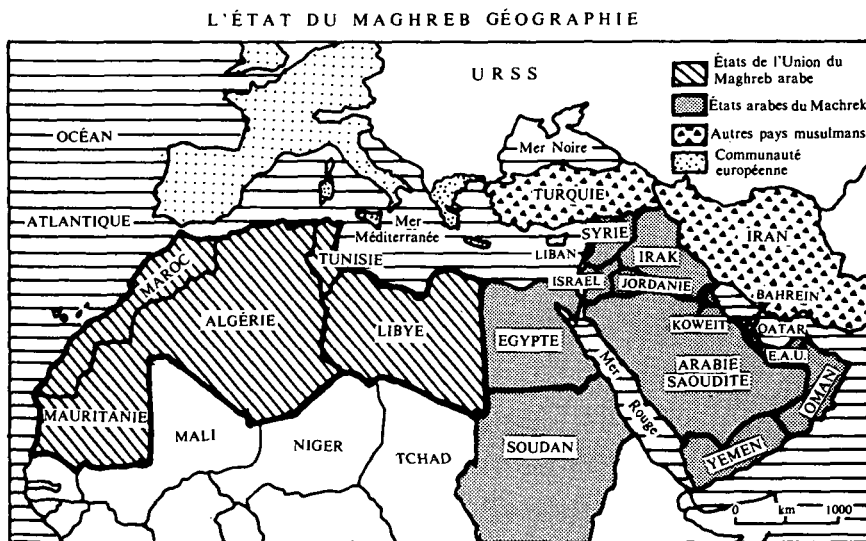 L'ÉTAT DU MAGHREB GÉOGRAPHIE
URSS
États de l'Union du
Maghreb arabe
États arabes du Machrek
Autres pays musulmans
Communauté
européenne
OCÉAN
ATLANTIQUE
Mer Noire
TURQUIE
Mer
Méditerranée
SYRIE
LIBAN
IRAK
IRAN
ISRAËL
JORDANIE
BAHREIN
KOWEIT
QATAR
E.A.U.
MAROC
TUNISIE
ALGÉRIE
LIBYE
EGYPTE
ARABIE
SAOUDITE
OMAN
Mer
Rouge
MAURITANIE
MALI
NIGER
TCHAD
SOUDAN
YEMEN
0 km 1000